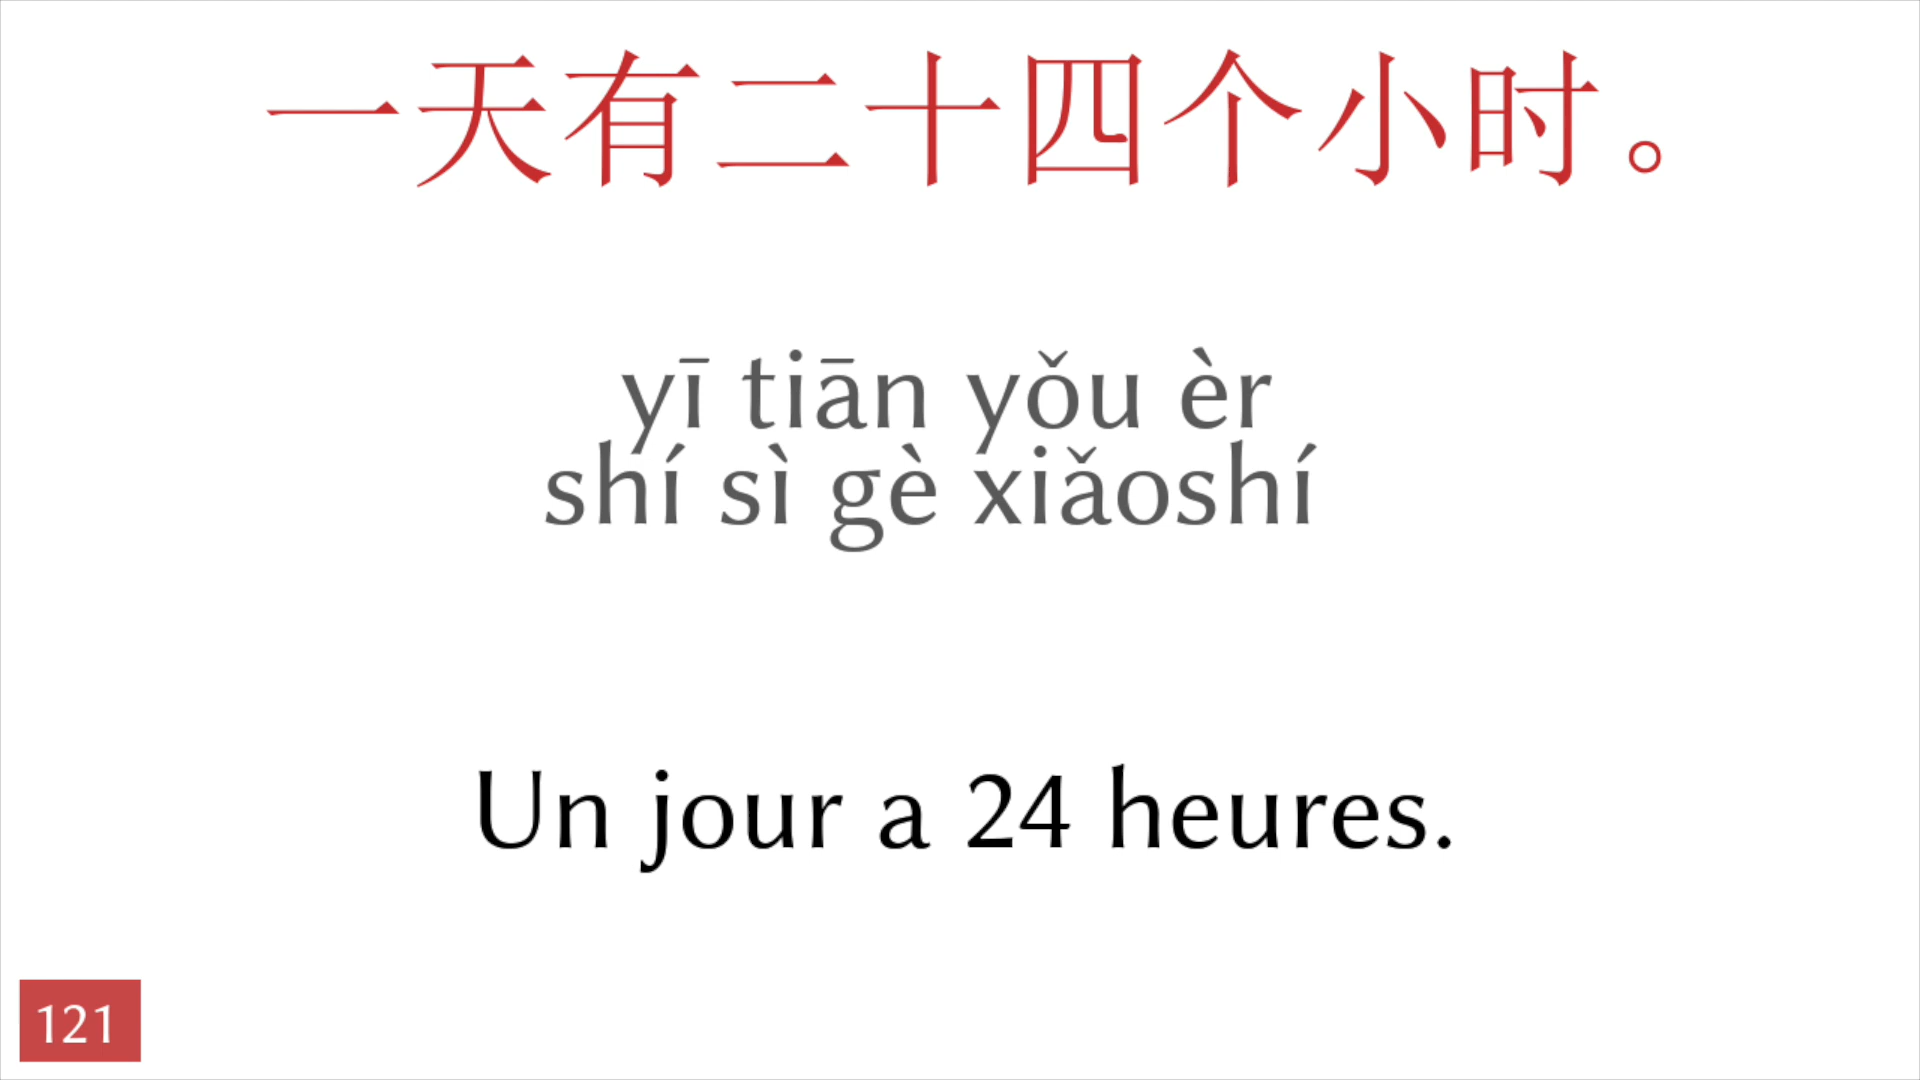 一天有二十四个小时。
yī tiān yǒu èr
shí sì gè xiǎoshí
Un jour a 24 heures.
121